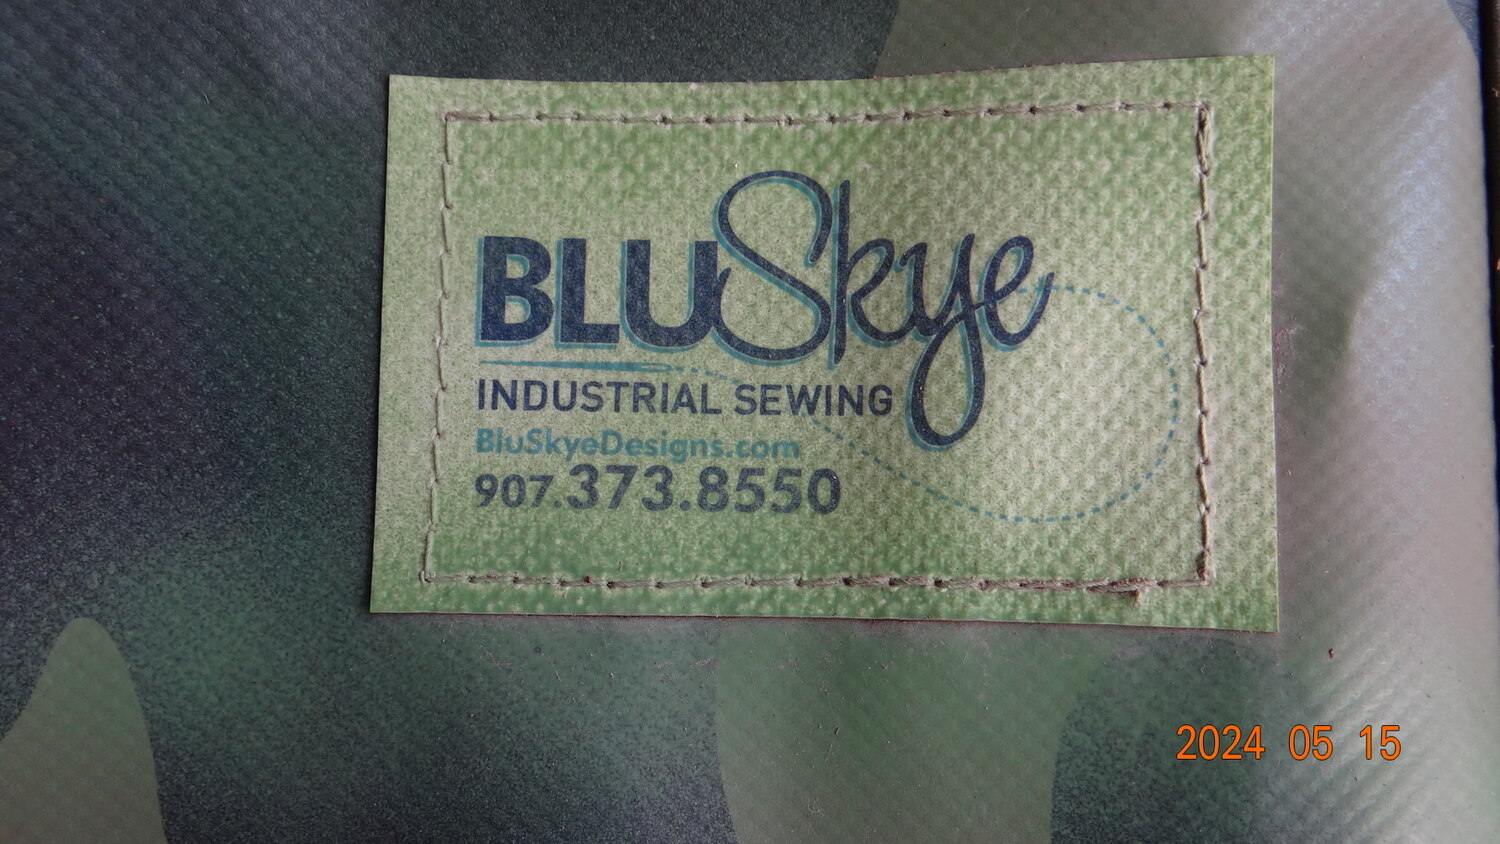 BLUSkye
INDUSTRIAL SEWING
BluSkyeDesigns.com
907.373.8550
2024 05 15